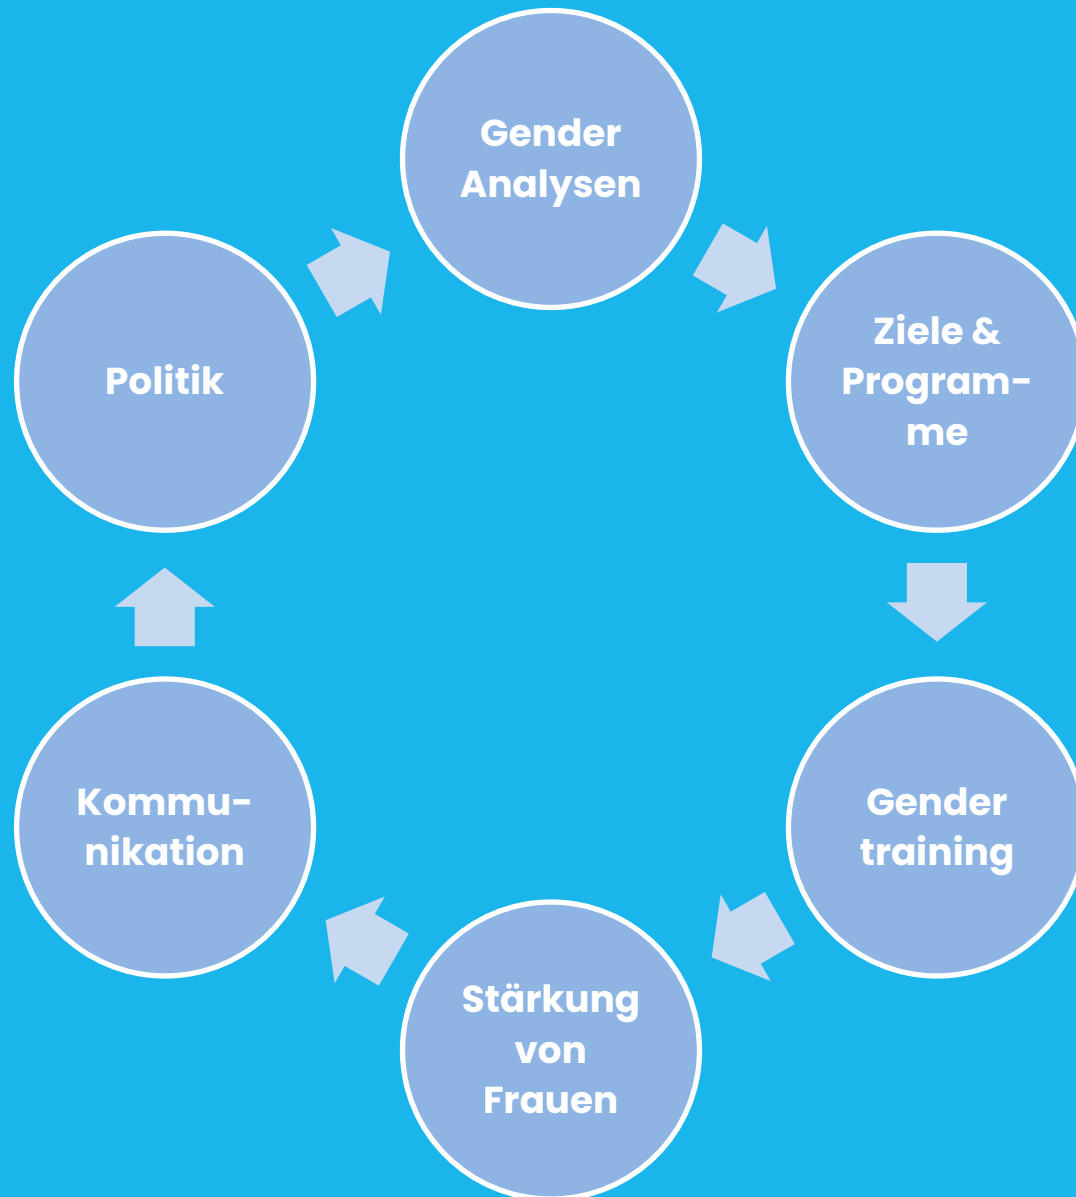 Gender
Analysen
Ziele &
Program-
me
Politik
Gender
training
Kommu-
nikation
Stärkung
von
Frauen